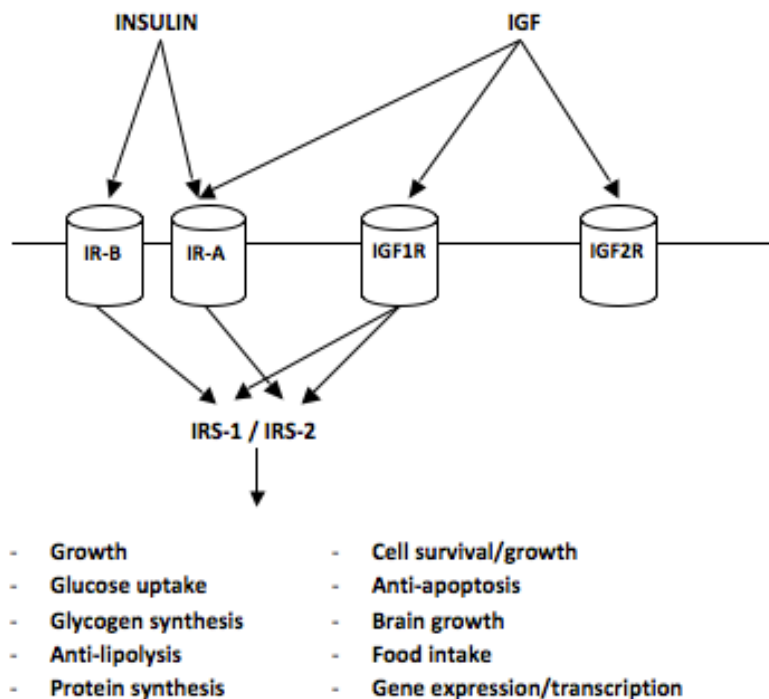 INSULIN IGF
IR-B IR-A IGF1R IGF2R
IRS-1 / IRS-2
- Growth - Cell survival/growth
- Glucose uptake - Anti-apoptosis
- Glycogen synthesis - Brain growth
- Anti-lipolysis - Food intake
- Protein synthesis - Gene expression/transcription